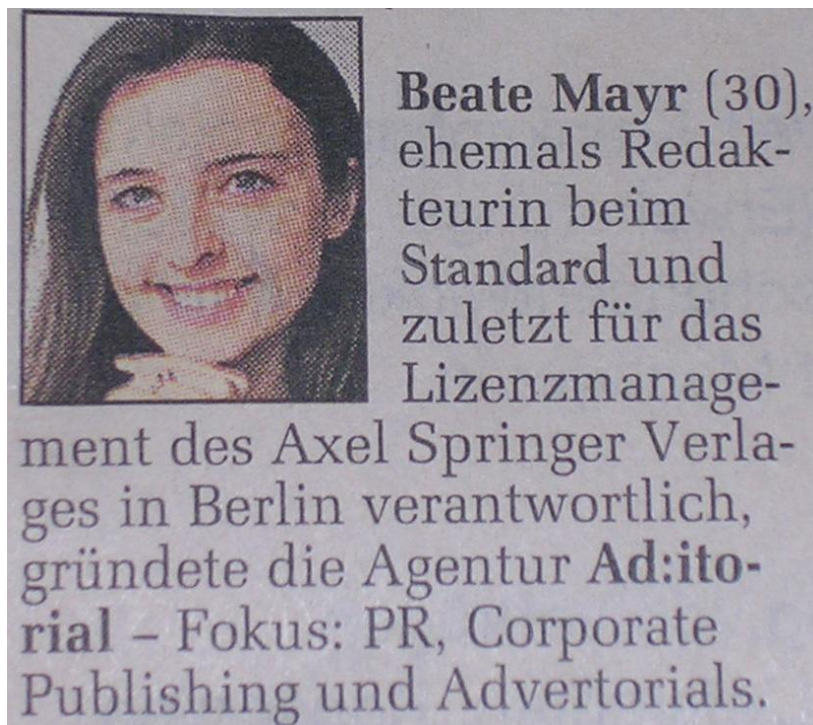 Beate Mayr (30),
ehemals Redak-
teurin beim
Standard und
zuletzt für das
Lizenzmanage-
ment des Axel Springer Verla-
ges in Berlin verantwortlich,
gründete die Agentur Ad:ito-
rial – Fokus: PR, Corporate
Publishing und Advertorials.